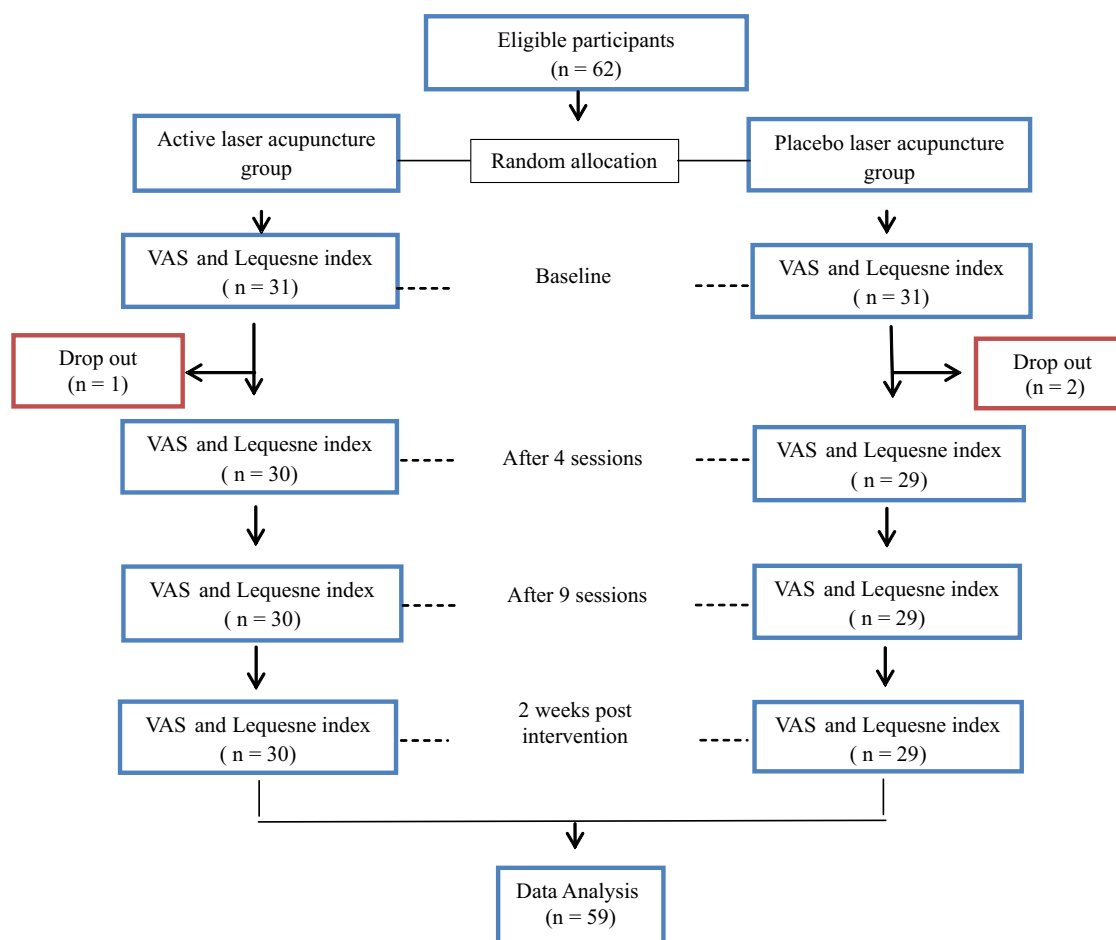 Eligible participants
(n = 62)
Active laser acupuncture
group
Random allocation
Placebo laser acupuncture
group
VAS and Lequesne index
( n = 31)
Baseline
VAS and Lequesne index
( n = 31)
Drop out
(n = 1)
Drop out
(n = 2)
VAS and Lequesne index
( n = 30)
After 4 sessions
VAS and Lequesne index
( n = 29)
VAS and Lequesne index
( n = 30)
After 9 sessions
VAS and Lequesne index
( n = 29)
VAS and Lequesne index
( n = 30)
2 weeks post
intervention
VAS and Lequesne index
( n = 29)
Data Analysis
(n = 59)